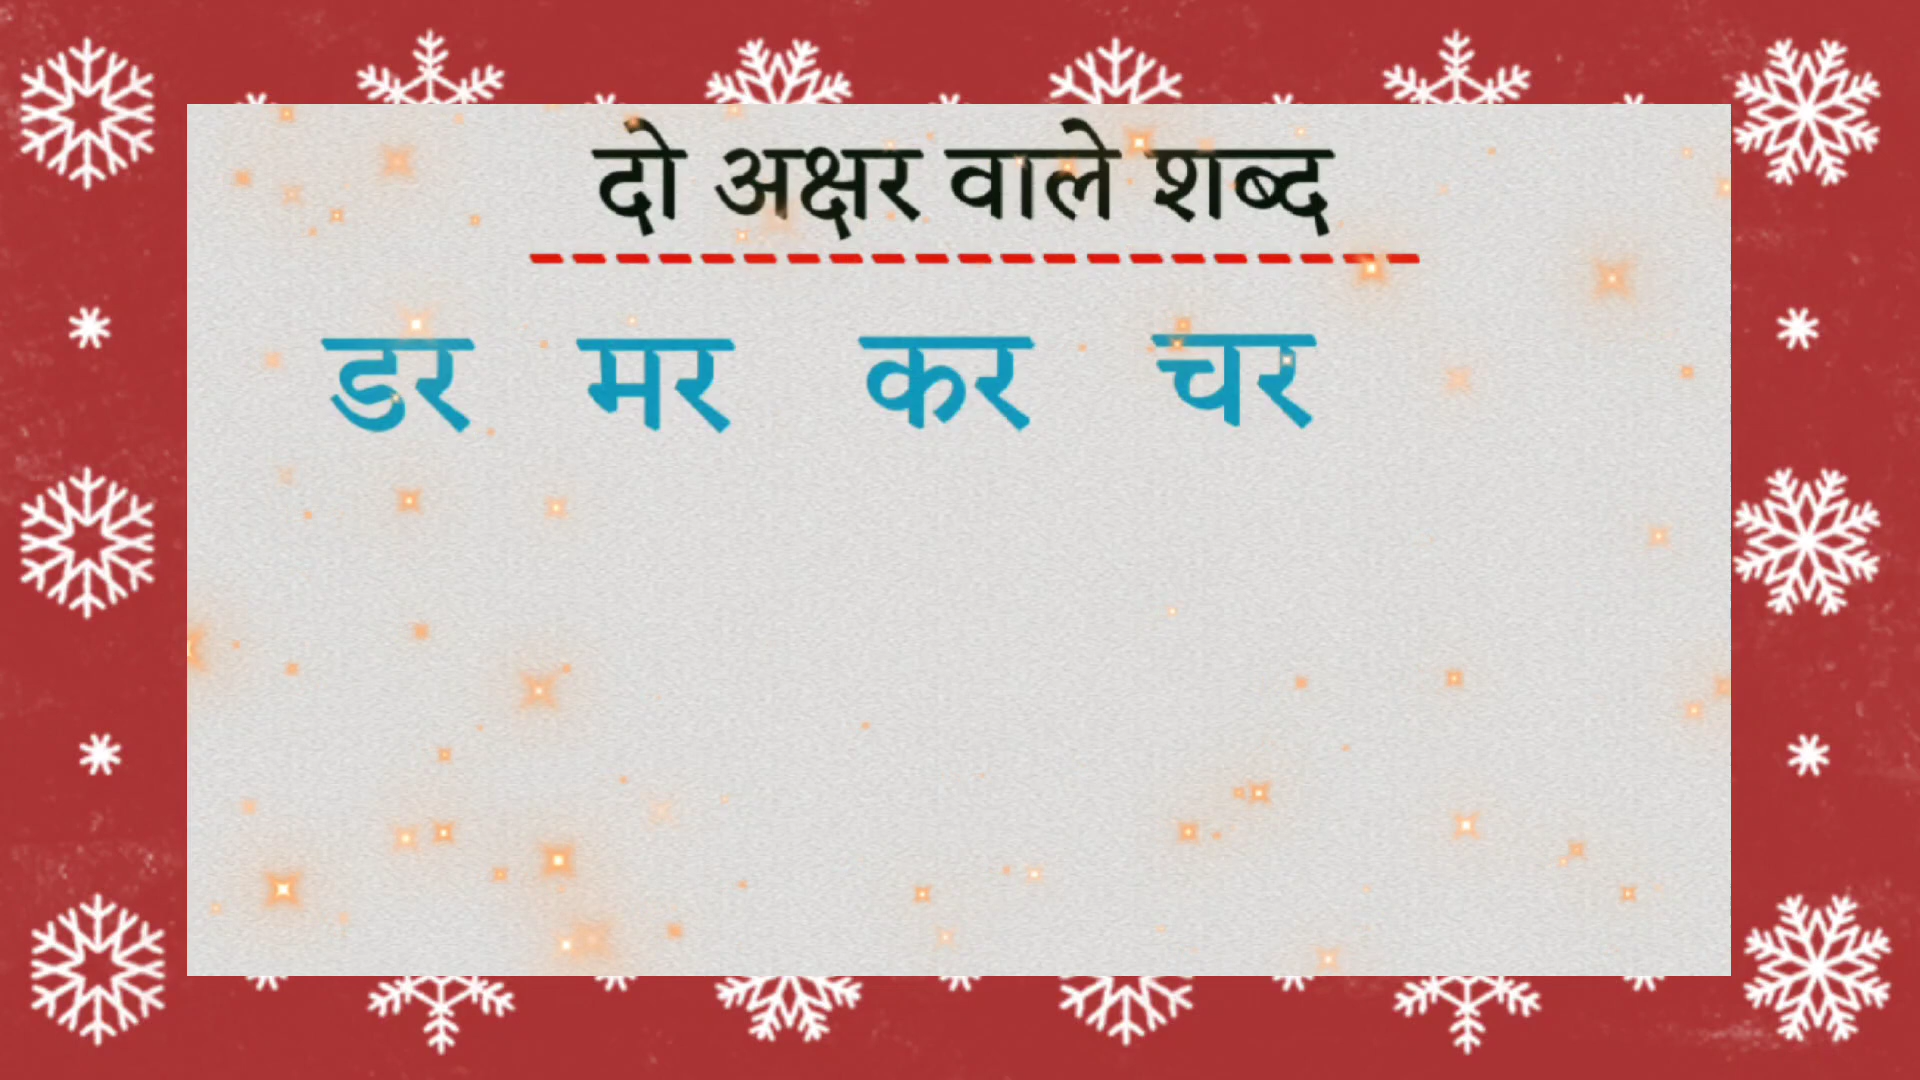 दो अक्षर वाले शब्द
डर मर कर चर